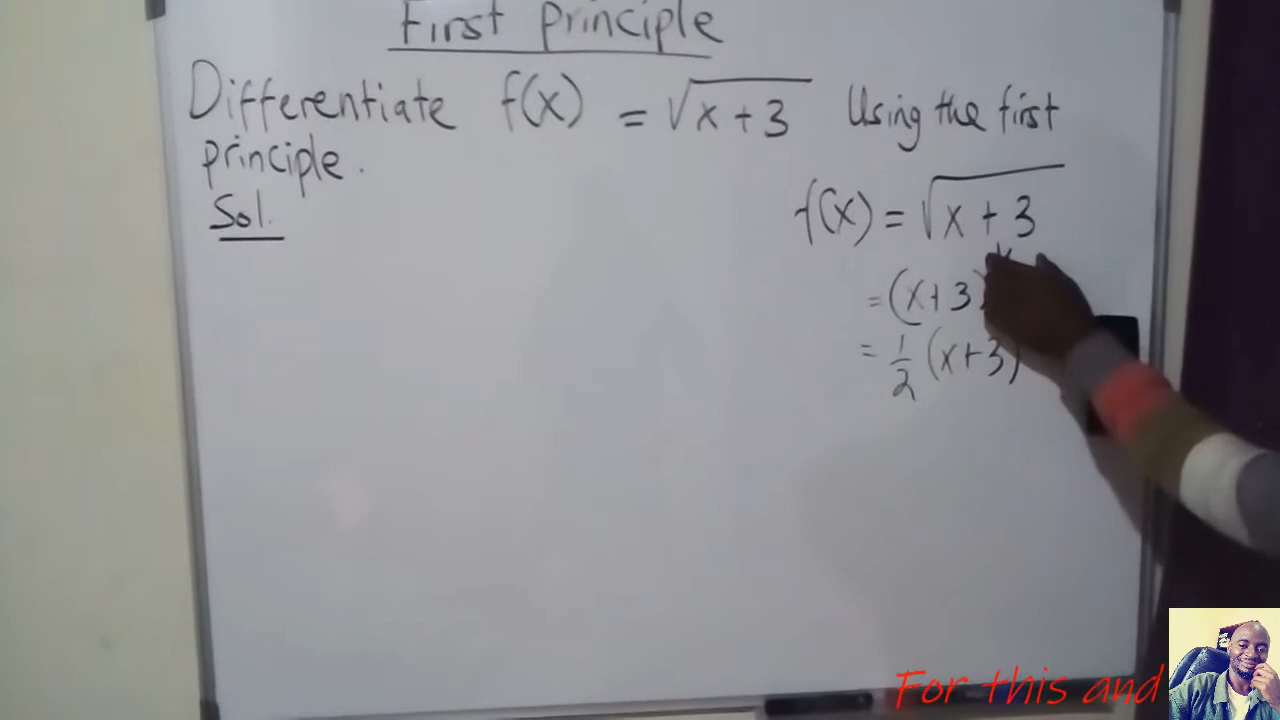 First principle
Differentiate f(x) = √x + 3 Using the first
principle.
Sol.
f(x) = √x + 3
= (x + 3)
= 1/2 (x + 3)
For this and